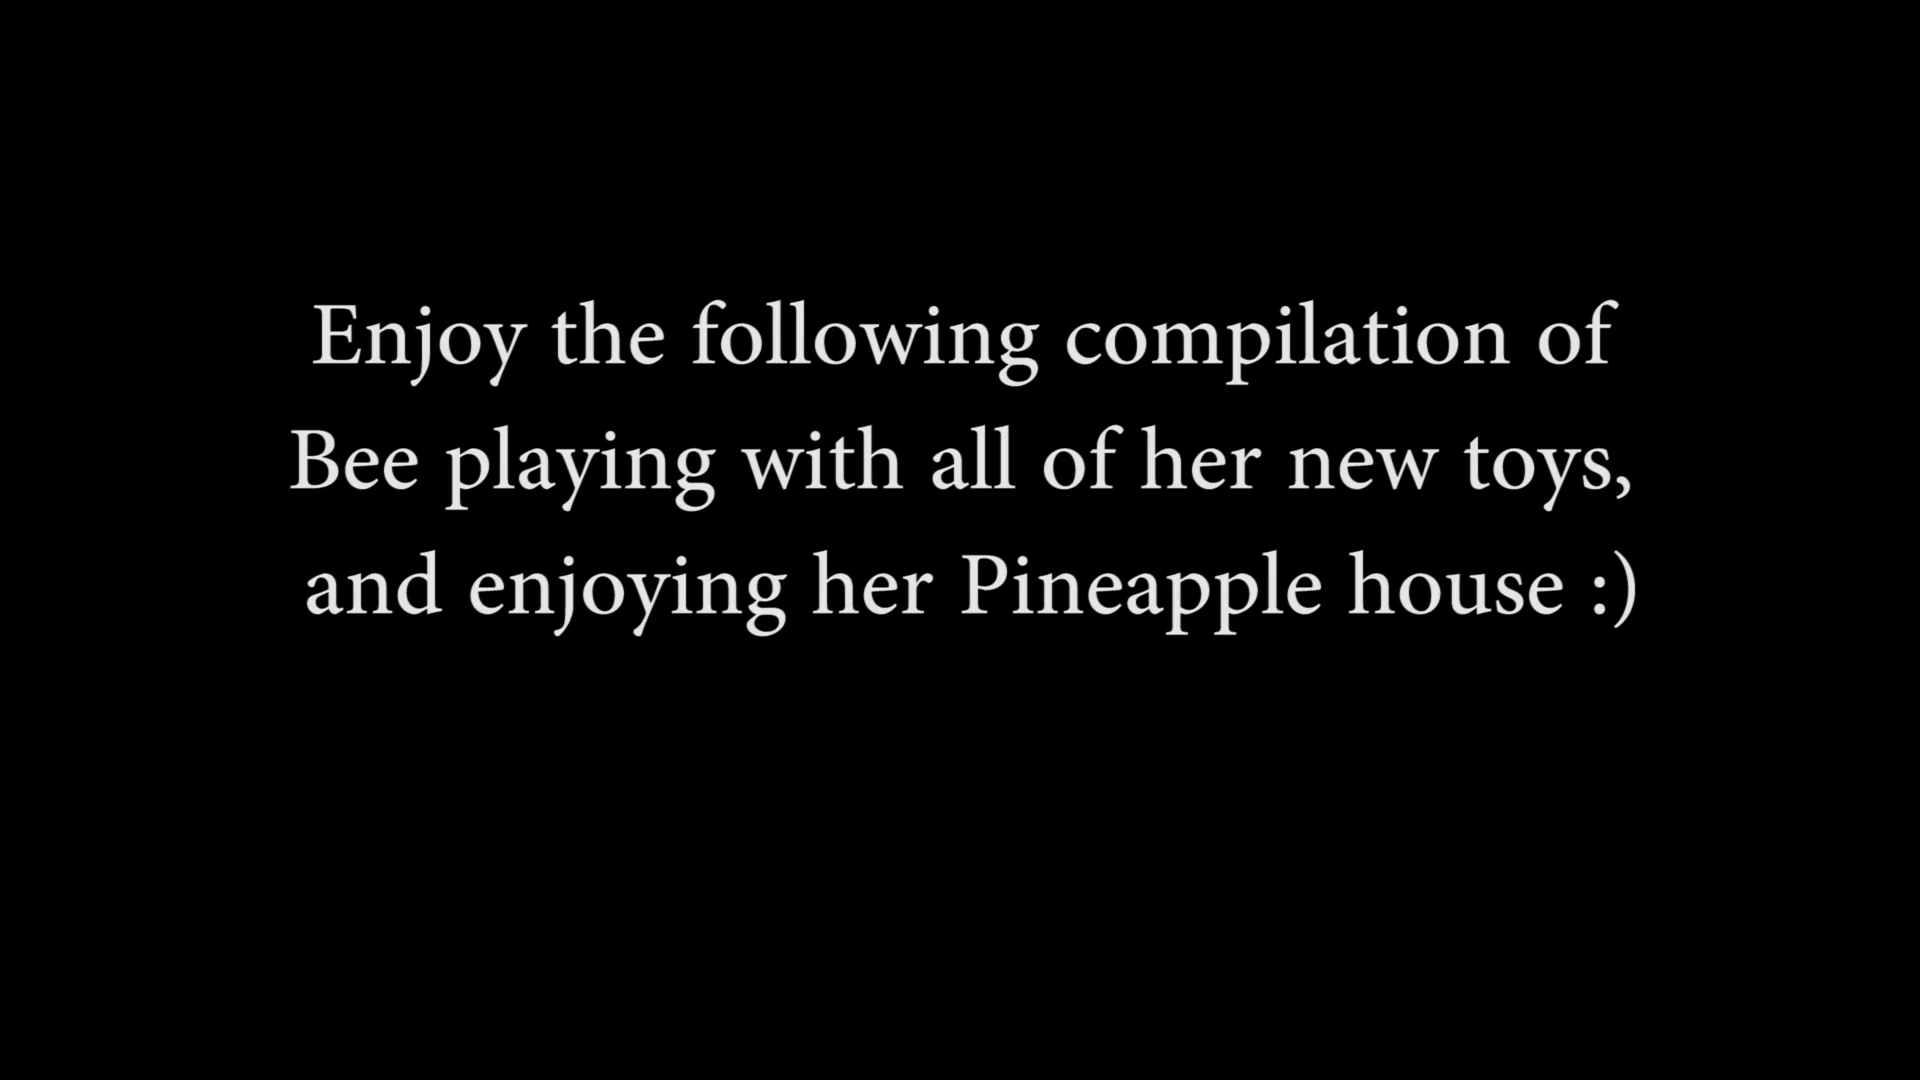 Enjoy the following compilation of
Bee playing with all of her new toys,
and enjoying her Pineapple house :)